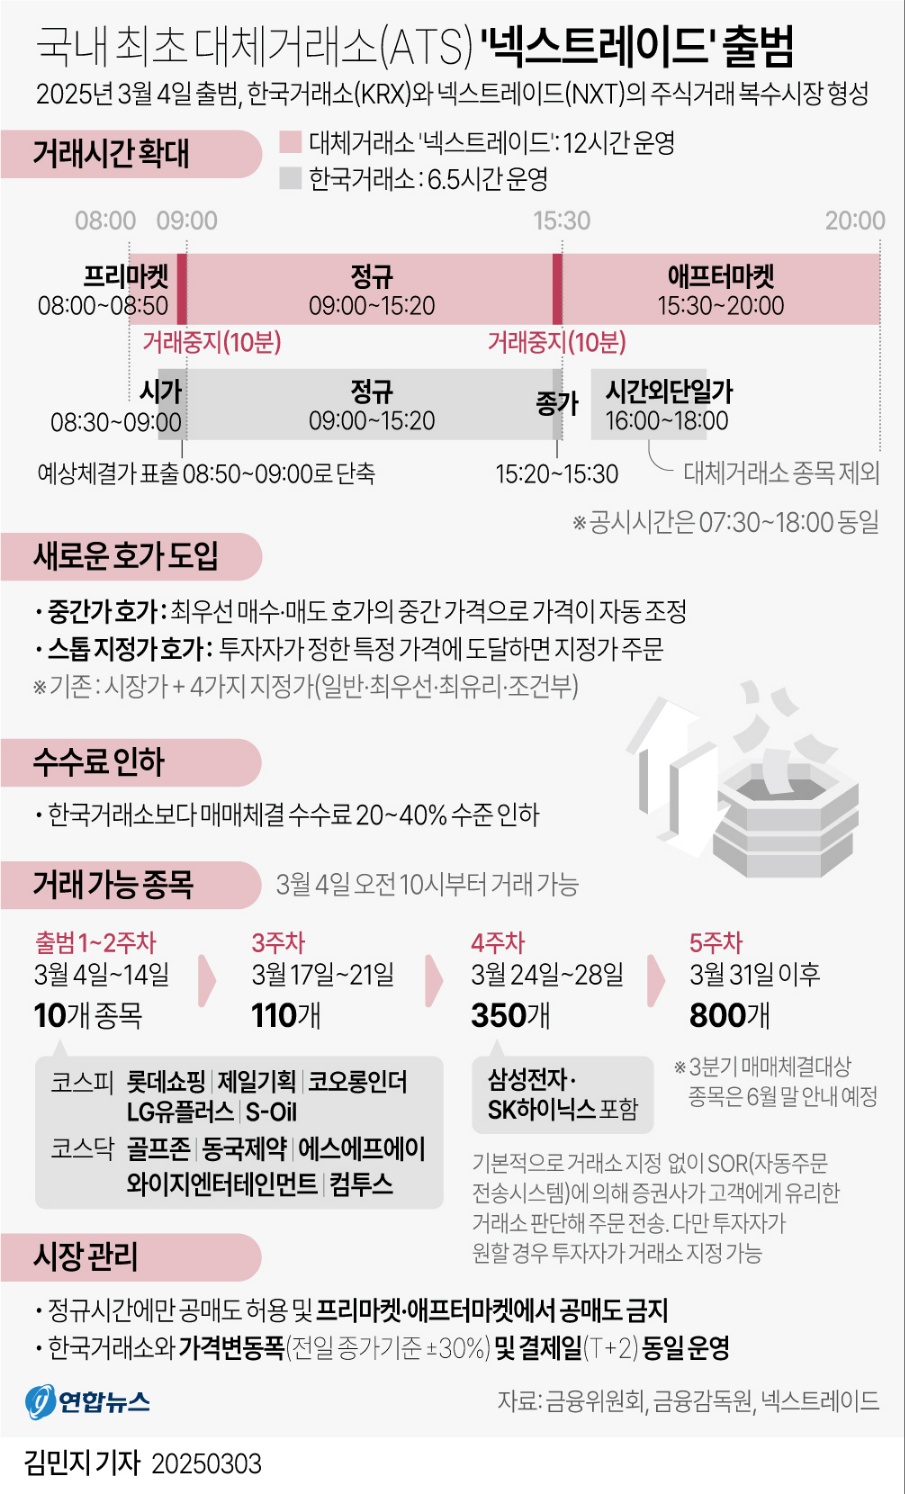 국내 최초 대체거래소(ATS) '넥스트레이드' 출범
2025년 3월 4일 출범, 한국거래소(KRX)와 넥스트레이드(NXT)의 주식거래 복수시장 형성
거래시간 확대
대체거래소 '넥스트레이드' : 12시간 운영
한국거래소 : 6.5시간 운영
08:00 09:00 15:30 20:00
프리마켓 정규 애프터마켓
08:00~08:50 09:00~15:20 15:30~20:00
거래중지(10분) 거래중지(10분)
시가 정규 종가 시간외단일가
08:30~09:00 09:00~15:20 16:00~18:00
예상체결가 표출 08:50~09:00로 단축 15:20~15:30 대체거래소 종목 제외
※ 공시시간은 07:30~18:00 동일
새로운 호가 도입
· 중간가 호가 : 최우선 매수·매도 호가의 중간 가격으로 가격이 자동 조정
· 스톱 지정가 호가 : 투자자가 정한 특정 가격에 도달하면 지정가 주문
※ 기존 : 시장가 + 4가지 지정가(일반·최우선·최유리·조건부)
수수료 인하
· 한국거래소보다 매매체결 수수료 20~40% 수준 인하
거래 가능 종목 3월 4일 오전 10시부터 거래 가능
출범 1~2주차 3주차 4주차 5주차
3월 4일~14일 3월 17일~21일 3월 24일~28일 3월 31일 이후
10개 종목 110개 350개 800개
코스피 롯데쇼핑 | 제일기획 | 코오롱인더
LG유플러스 | S-Oil
코스닥 골프존 | 동국제약 | 에스에프에이
와이지엔터테인먼트 | 컴투스
삼성전자·
SK하이닉스 포함
※ 3분기 매매체결대상
종목은 6월 말 안내 예정
기본적으로 거래소 지정 없이 SOR(자동주문
전송시스템)에 의해 증권사가 고객에게 유리한
거래소 판단해 주문 전송. 다만 투자자가
원할 경우 투자자가 거래소 지정 가능
시장 관리
· 정규시간에만 공매도 허용 및 프리마켓·애프터마켓에서 공매도 금지
· 한국거래소와 가격변동폭(전일 종가기준 ±30%) 및 결제일(T+2) 동일 운영
연합뉴스 자료 : 금융위원회, 금융감독원, 넥스트레이드
김민지 기자 20250303